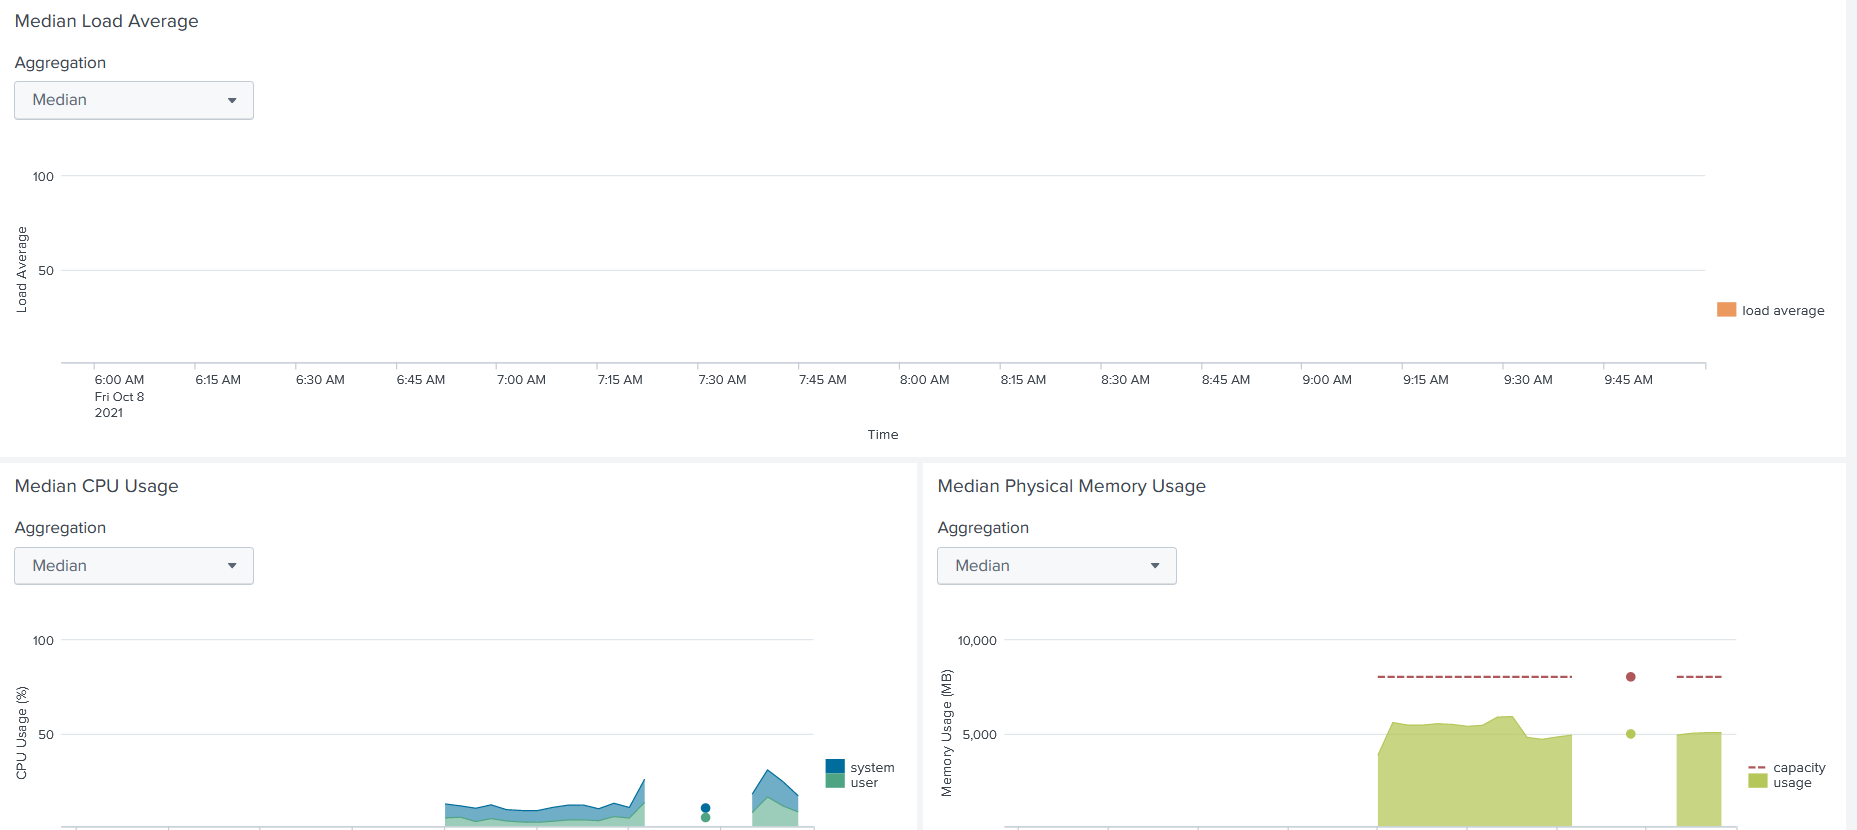 Median Load Average
Aggregation
Median
100
50
Load Average
load average
6:00 AM 6:15 AM 6:30 AM 6:45 AM 7:00 AM 7:15 AM 7:30 AM 7:45 AM 8:00 AM 8:15 AM 8:30 AM 8:45 AM 9:00 AM 9:15 AM 9:30 AM 9:45 AM
Fri Oct 8
2021
Time
Median CPU Usage
Aggregation
Median
100
50
CPU Usage (%)
system
user
Median Physical Memory Usage
Aggregation
Median
10,000
5,000
Memory Usage (MB)
capacity
usage